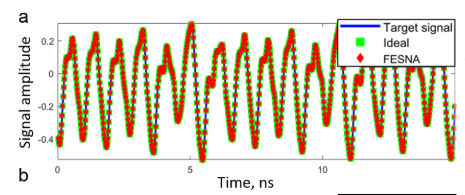 a
Target signal
Ideal
FESNA
Signal amplitude
0.2
0
-0.2
-0.4
0
5
10
Time, ns
b